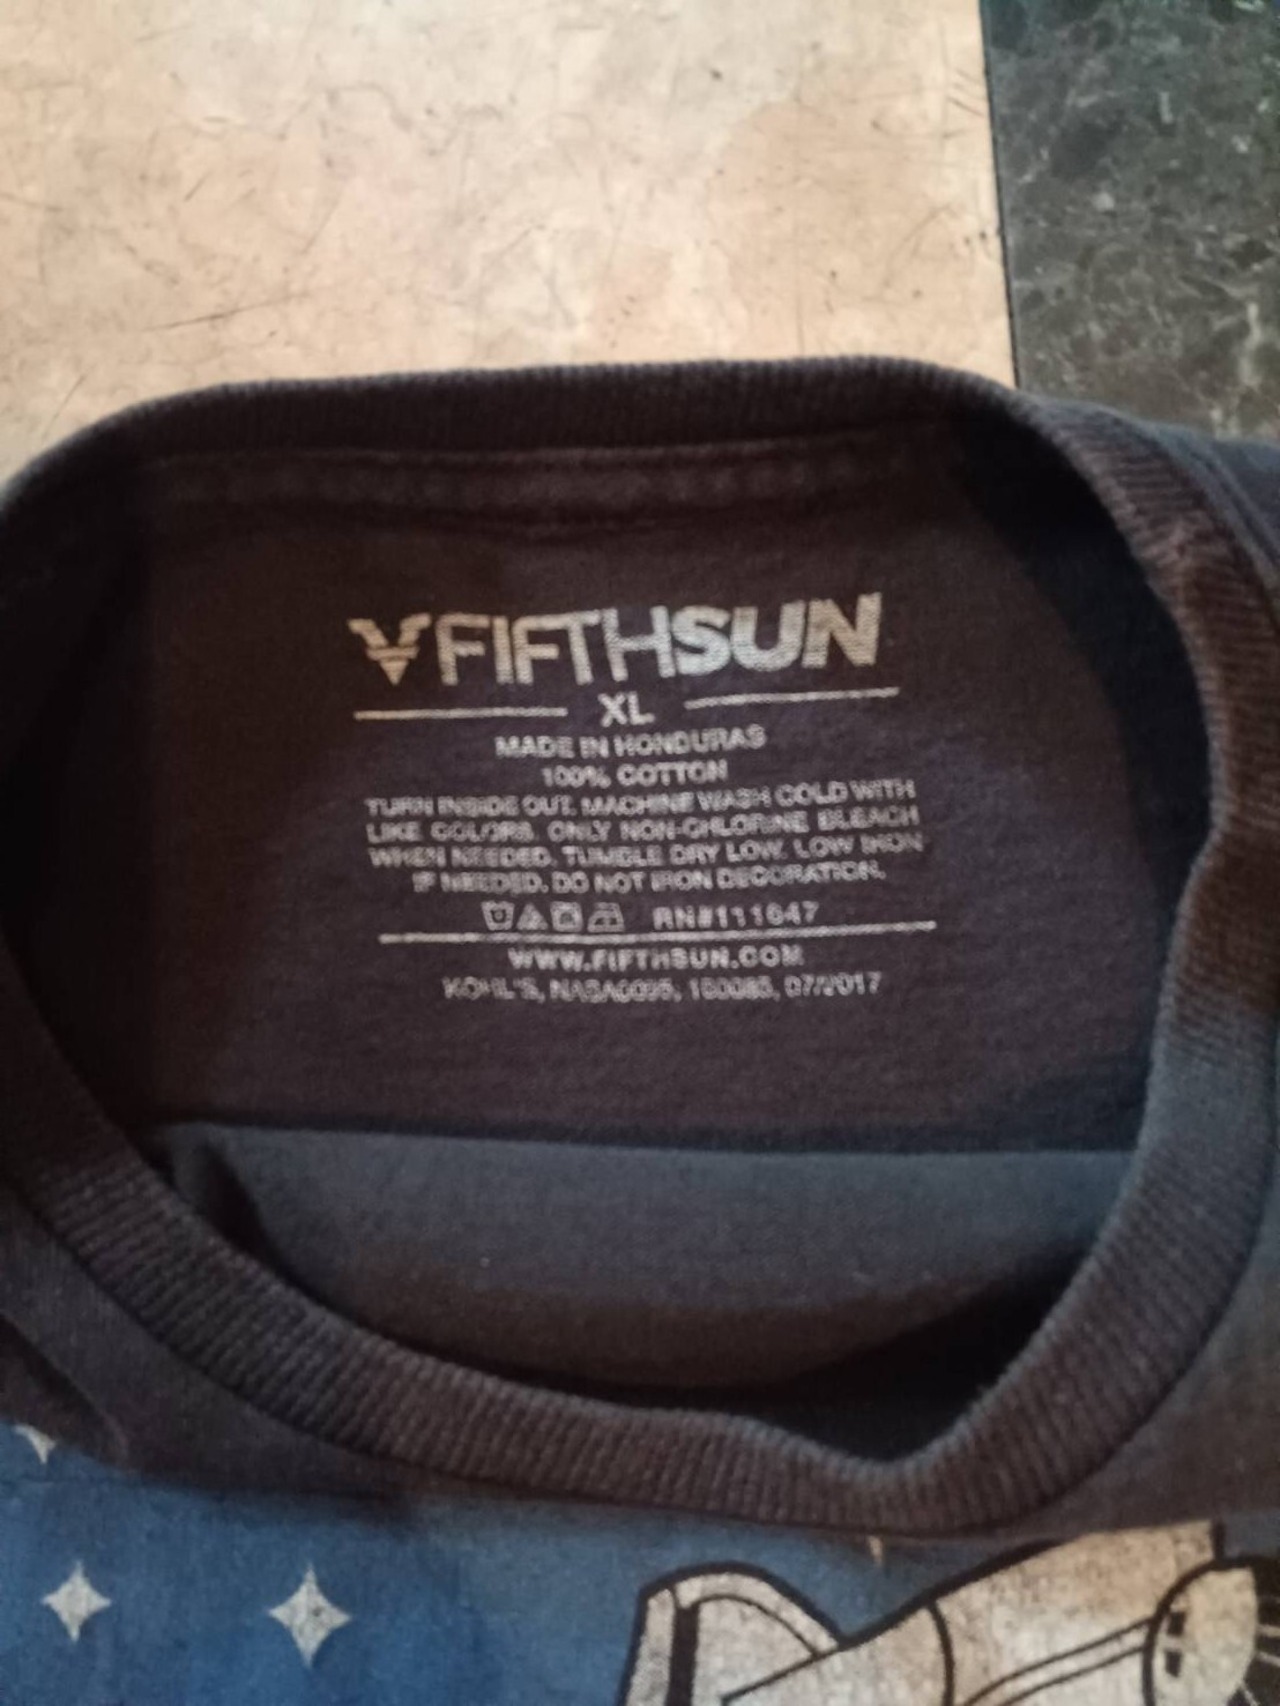 FIFTHSUN
XL
MADE IN HONDURAS
100% COTTON
TURN INSIDE OUT. MACHINE WASH COLD WITH
LIKE COLORS. ONLY NON-CHLORINE BLEACH
WHEN NEEDED. TUMBLE DRY LOW. LOW IRON
IF NEEDED. DO NOT IRON DECORATION.
RN#111647
WWW.FIFTHSUN.COM
KOHL'S, 07/2017